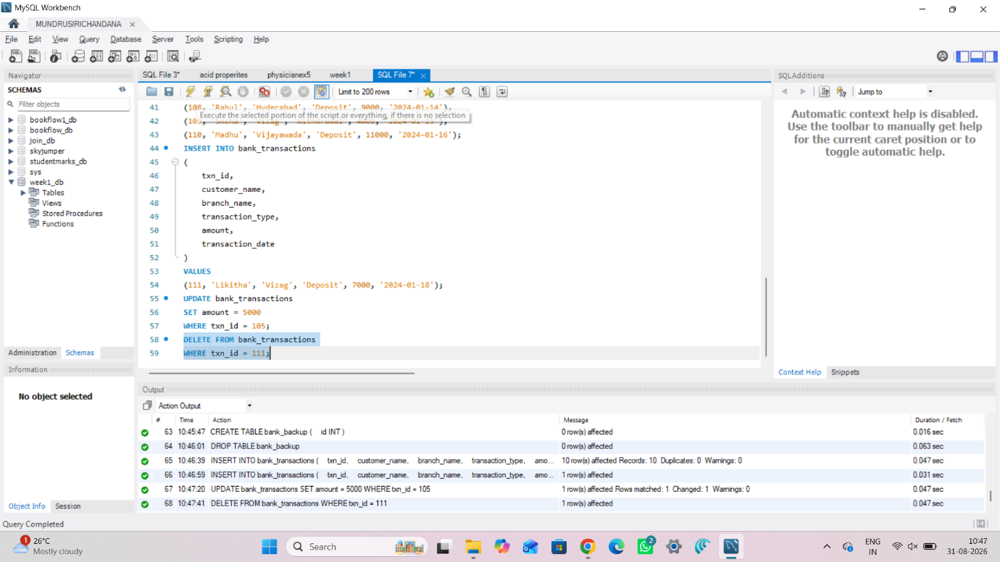 MySQL Workbench
MUNDRUSIRICHANDANA
File Edit View Query Database Server Tools Scripting Help
Navigator
SCHEMAS
Filter objects
bookflow1_db
bookflow_db
join_db
skyjumper
studentmarks_db
sys
week1_db
Tables
Views
Stored Procedures
Functions
Administration Schemas
Information
No object selected
Object Info Session
Query Completed
SQL File 3* acid properites physicianex5 week1 SQL File 7*
Limit to 200 rows
41 (108, 'Rahul', 'Hyderabad', 'Deposit', 9000, '2024-01-14'),
Execute the selected portion of the script or everything, if there is no selection
42
43 (110, 'Madhu', 'Vijayawada', 'Deposit', 11000, '2024-01-16');
44 INSERT INTO bank_transactions
45 (
46 txn_id,
47 customer_name,
48 branch_name,
49 transaction_type,
50 amount,
51 transaction_date
52 )
53 VALUES
54 (111, 'Likitha', 'Vizag', 'Deposit', 7000, '2024-01-18');
55 UPDATE bank_transactions
56 SET amount = 5000
57 WHERE txn_id = 105;
58 DELETE FROM bank_transactions
59 WHERE txn_id = 111;
SQLAdditions
Jump to
Automatic context help is disabled.
Use the toolbar to manually get help
for the current caret position or to
toggle automatic help.
Context Help Snippets
Output
Action Output
# Time Action Message Duration / Fetch
63 10:45:47 CREATE TABLE bank_backup ( id INT ) 0 row(s) affected 0.016 sec
64 10:46:01 DROP TABLE bank_backup 0 row(s) affected 0.063 sec
65 10:46:39 INSERT INTO bank_transactions ( txn_id, customer_name, branch_name, transaction_type, amo... 10 row(s) affected Records: 10 Duplicates: 0 Warnings: 0 0.047 sec
66 10:46:59 INSERT INTO bank_transactions ( txn_id, customer_name, branch_name, transaction_type, amo... 1 row(s) affected 0.031 sec
67 10:47:20 UPDATE bank_transactions SET amount = 5000 WHERE txn_id = 105 1 row(s) affected Rows matched: 1 Changed: 1 Warnings: 0 0.047 sec
68 10:47:41 DELETE FROM bank_transactions WHERE txn_id = 111 1 row(s) affected 0.047 sec
1
26°C
Mostly cloudy
Search
2
ENG
IN
10:47
31-08-2026